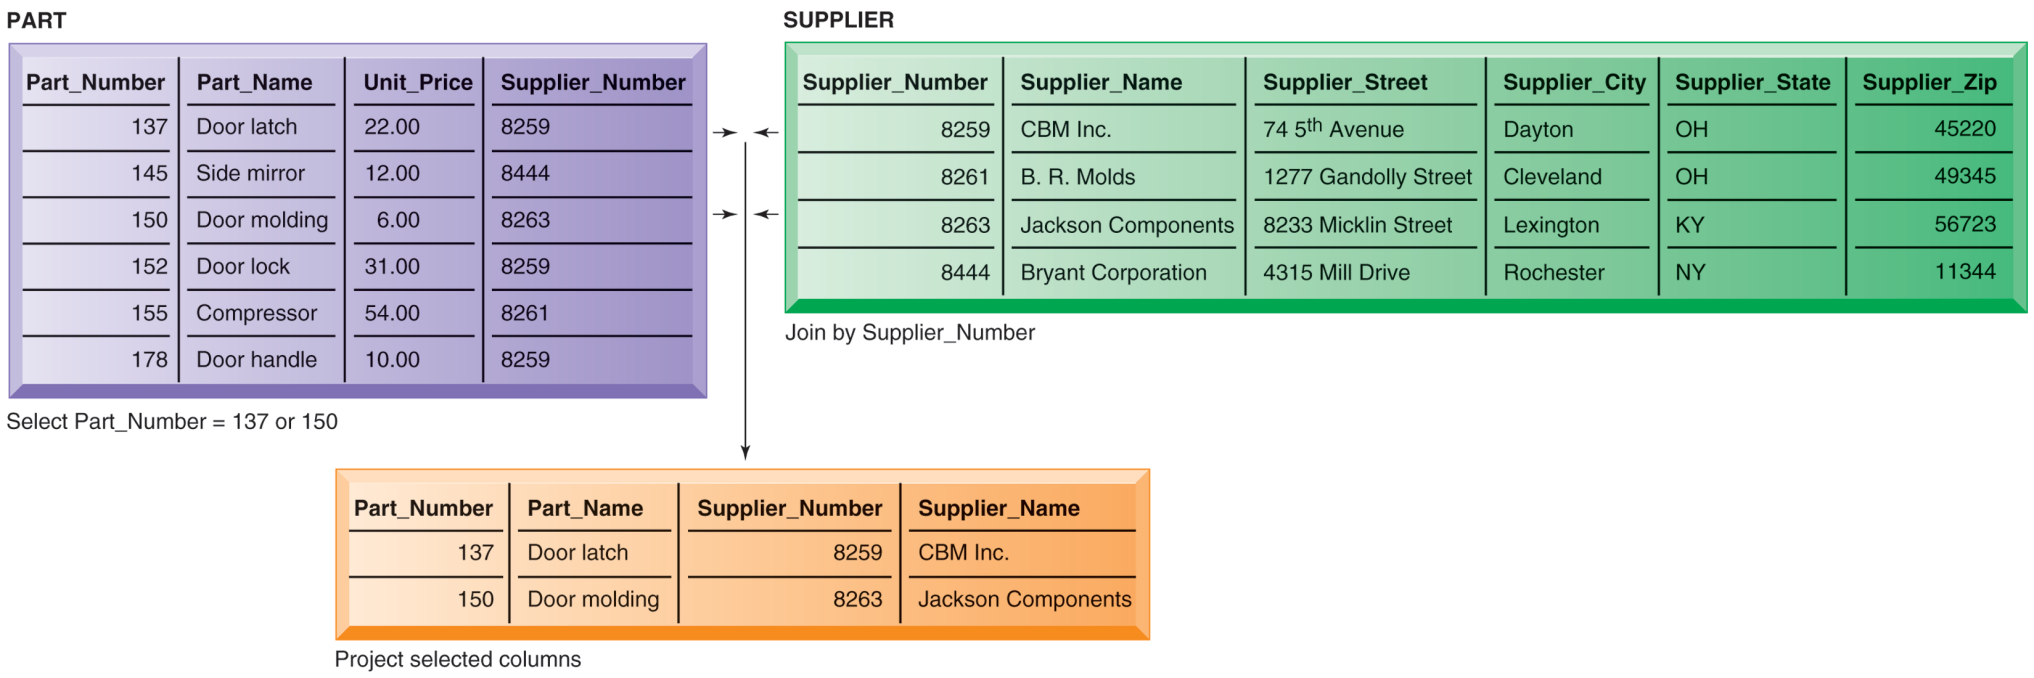 PART
Part_Number Part_Name Unit_Price Supplier_Number
137 Door latch 22.00 8259
145 Side mirror 12.00 8444
150 Door molding 6.00 8263
152 Door lock 31.00 8259
155 Compressor 54.00 8261
178 Door handle 10.00 8259
Select Part_Number = 137 or 150
SUPPLIER
Supplier_Number Supplier_Name Supplier_Street Supplier_City Supplier_State Supplier_Zip
8259 CBM Inc. 74 5th Avenue Dayton OH 45220
8261 B. R. Molds 1277 Gandolly Street Cleveland OH 49345
8263 Jackson Components 8233 Micklin Street Lexington KY 56723
8444 Bryant Corporation 4315 Mill Drive Rochester NY 11344
Join by Supplier_Number
Part_Number Part_Name Supplier_Number Supplier_Name
137 Door latch 8259 CBM Inc.
150 Door molding 8263 Jackson Components
Project selected columns